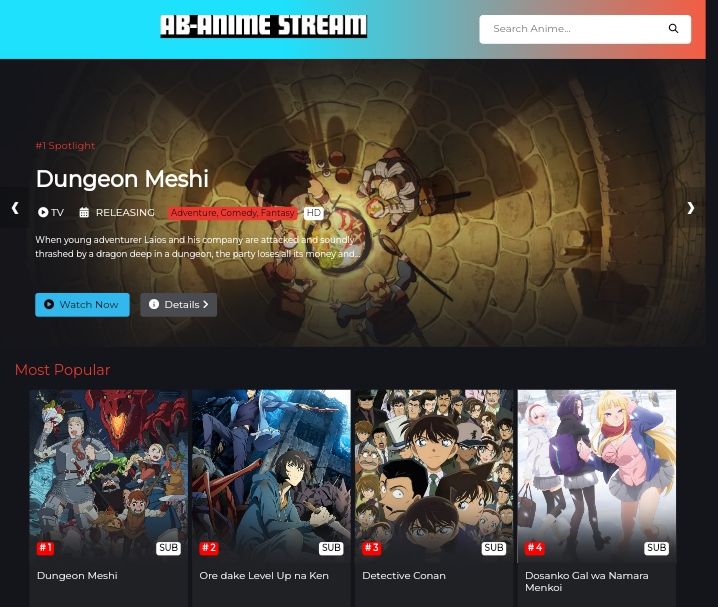 AB-ANIME STREAM
Search Anime...
#1 Spotlight
Dungeon Meshi
TV RELEASING Adventure, Comedy, Fantasy HD
When young adventurer Laios and his company are attacked and soundly
thrashed by a dragon deep in a dungeon, the party loses all its money and...
Watch Now Details
Most Popular
#1 SUB #2 SUB #3 SUB #4 SUB
Dungeon Meshi Ore dake Level Up na Ken Detective Conan Dosanko Gal wa Namara
Menkoi